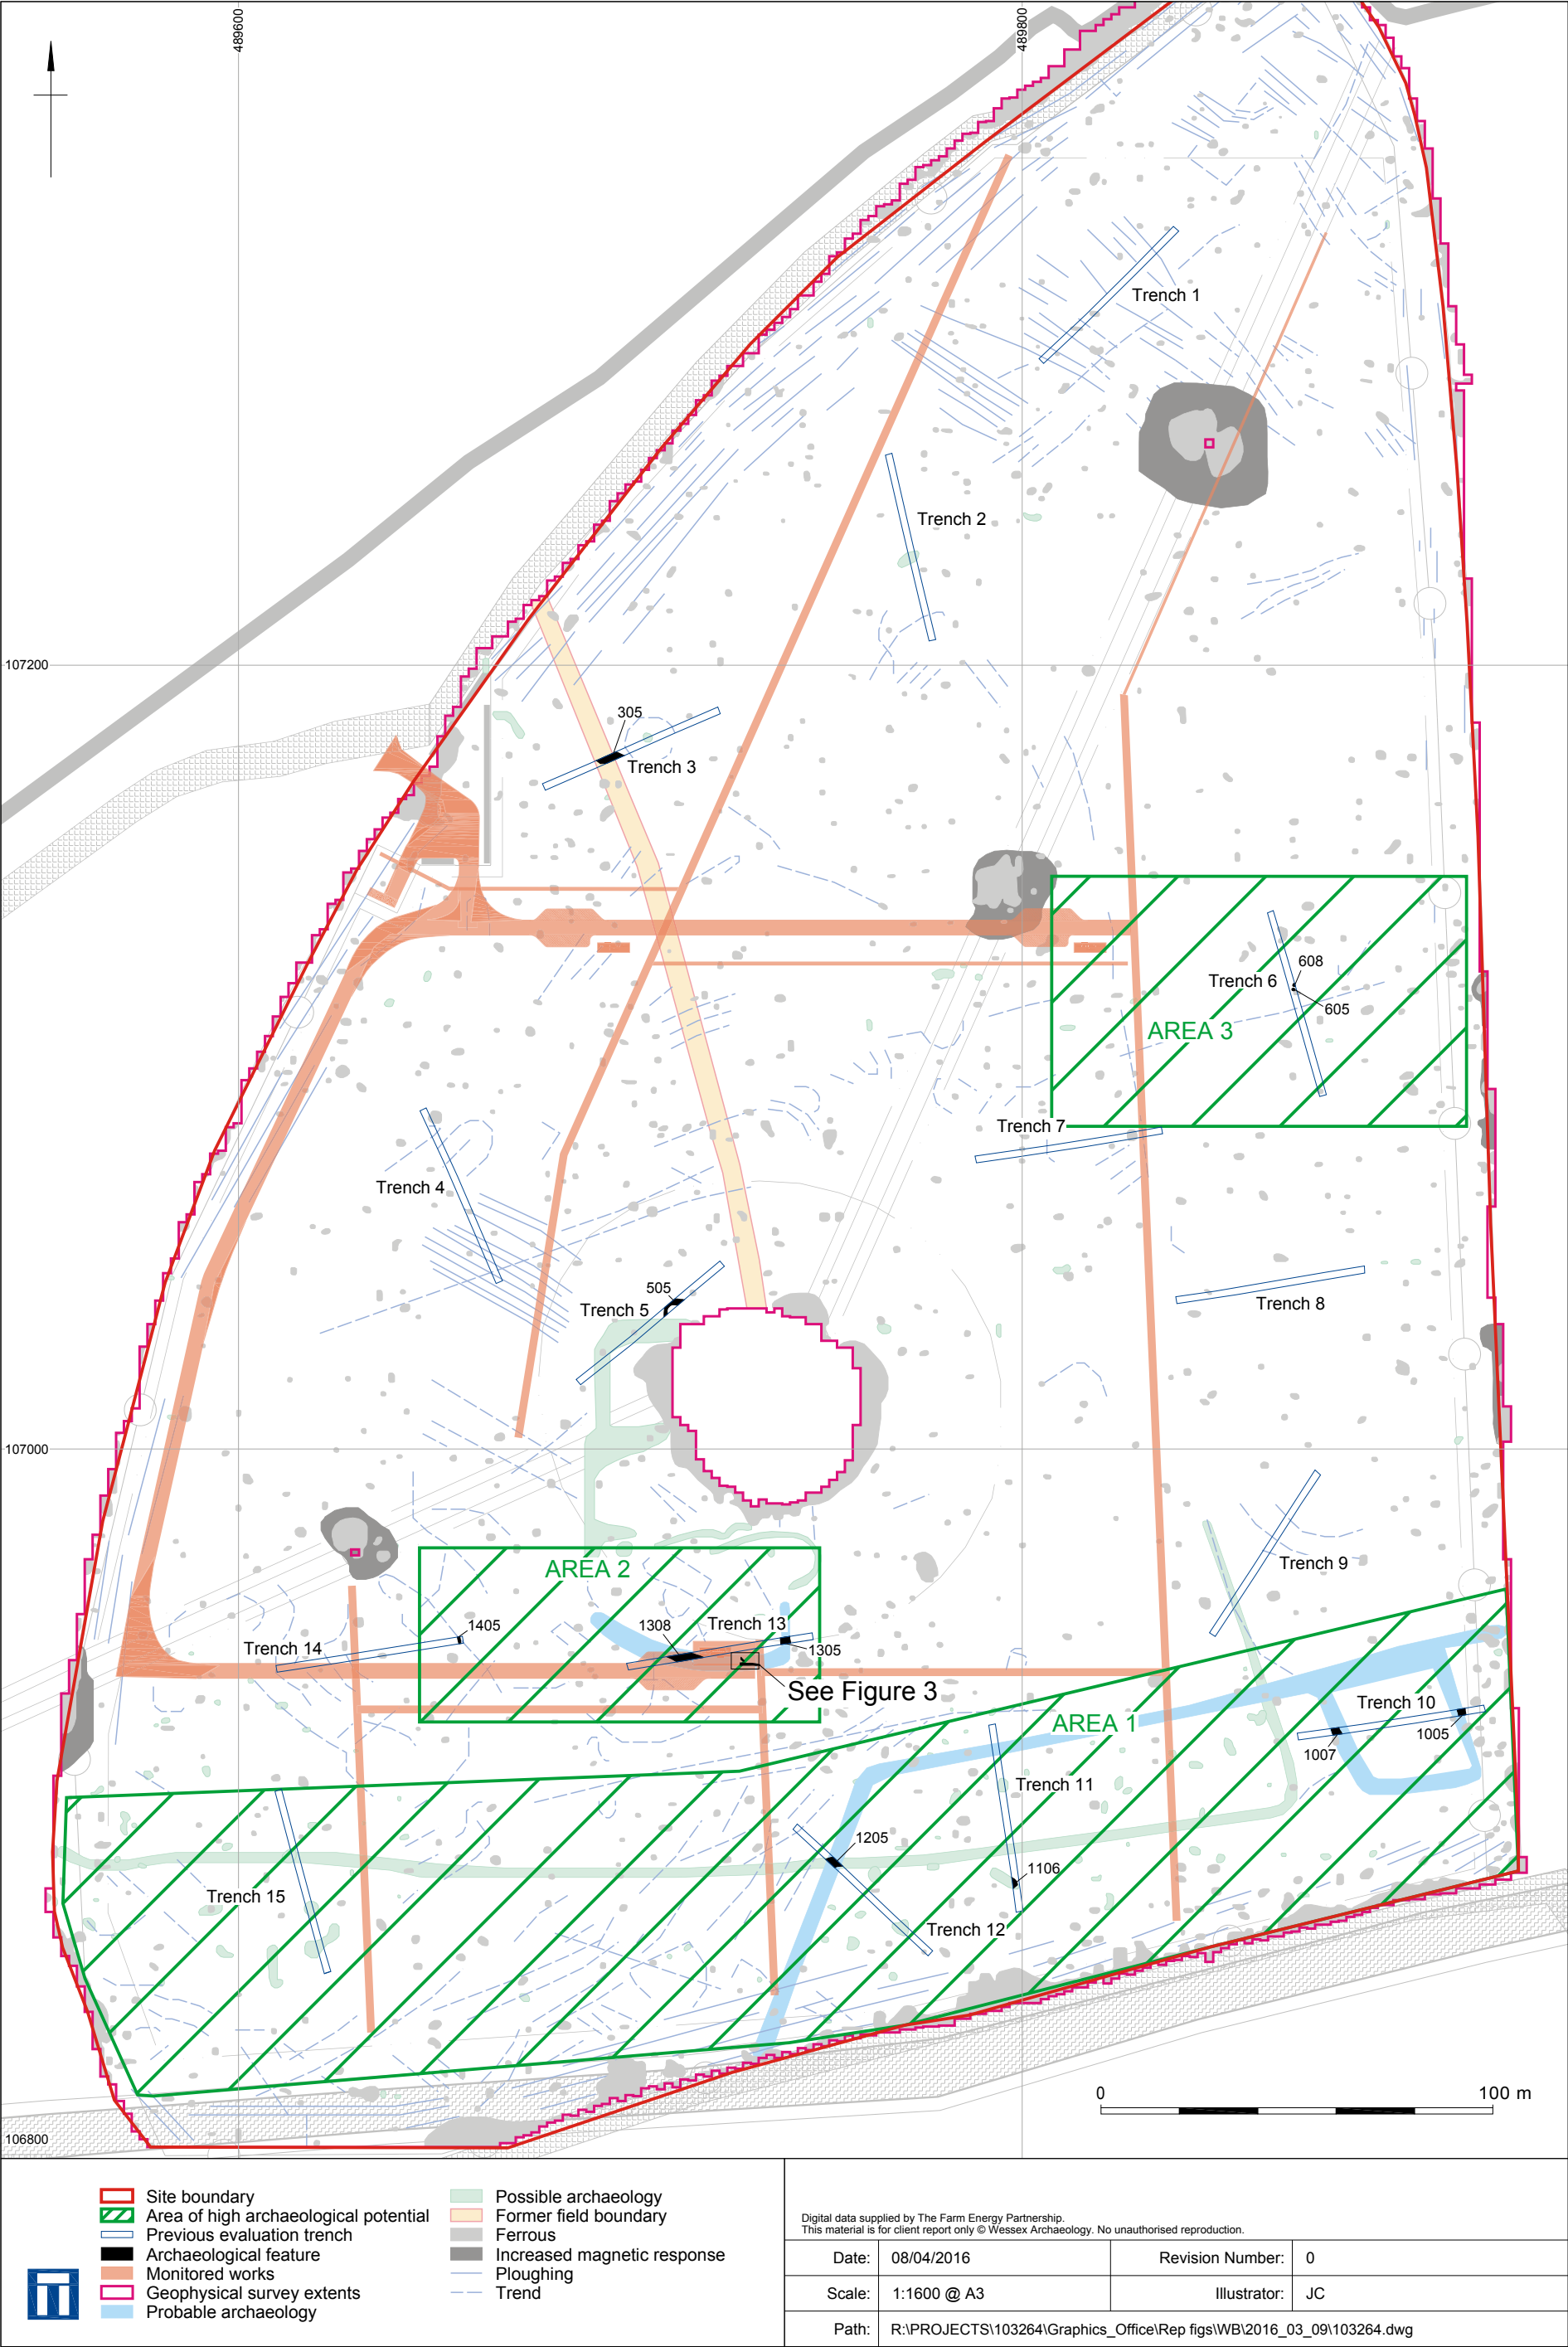 489600
489800
Trench 1
Trench 2
107200
305
Trench 3
Trench 6
608
605
AREA 3
Trench 7
Trench 4
505
Trench 5
Trench 8
107000
Trench 9
AREA 2
1405
Trench 14
1308
Trench 13
1305
See Figure 3
AREA 1
Trench 10
1005
1007
Trench 11
1205
1106
Trench 15
Trench 12
0 100 m
106800
Site boundary
Area of high archaeological potential
Previous evaluation trench
Archaeological feature
Monitored works
Geophysical survey extents
Probable archaeology
Possible archaeology
Former field boundary
Ferrous
Increased magnetic response
Ploughing
Trend
Digital data supplied by The Farm Energy Partnership.
This material is for client report only © Wessex Archaeology. No unauthorised reproduction.
Date: 08/04/2016 Revision Number: 0
Scale: 1:1600 @ A3 Illustrator: JC
Path: R:\PROJECTS\103264\Graphics_Office\Rep figs\WB\2016_03_09\103264.dwg